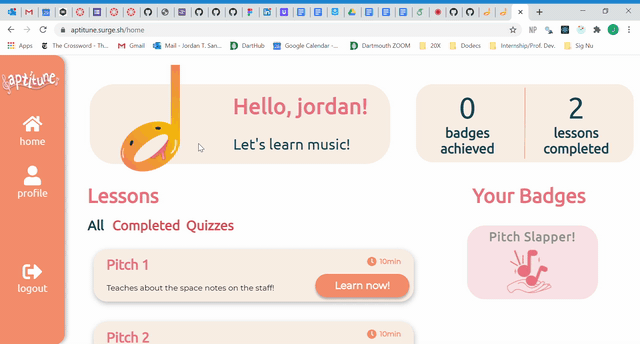 aptitune.surge.sh/home
Apps
The Crossword - Th...
Gmail
Mail - Jordan T. San...
DartHub
Google Calendar -...
Dartmouth ZOOM
20X
Dodecs
Internship/Prof. Dev.
Sig Nu
aptitune
home
profile
logout
Hello, jordan!
Let's learn music!
0
badges
achieved
2
lessons
completed
Lessons
All Completed Quizzes
Pitch 1
10min
Teaches about the space notes on the staff!
Learn now!
Pitch 2
10min
Your Badges
Pitch Slapper!